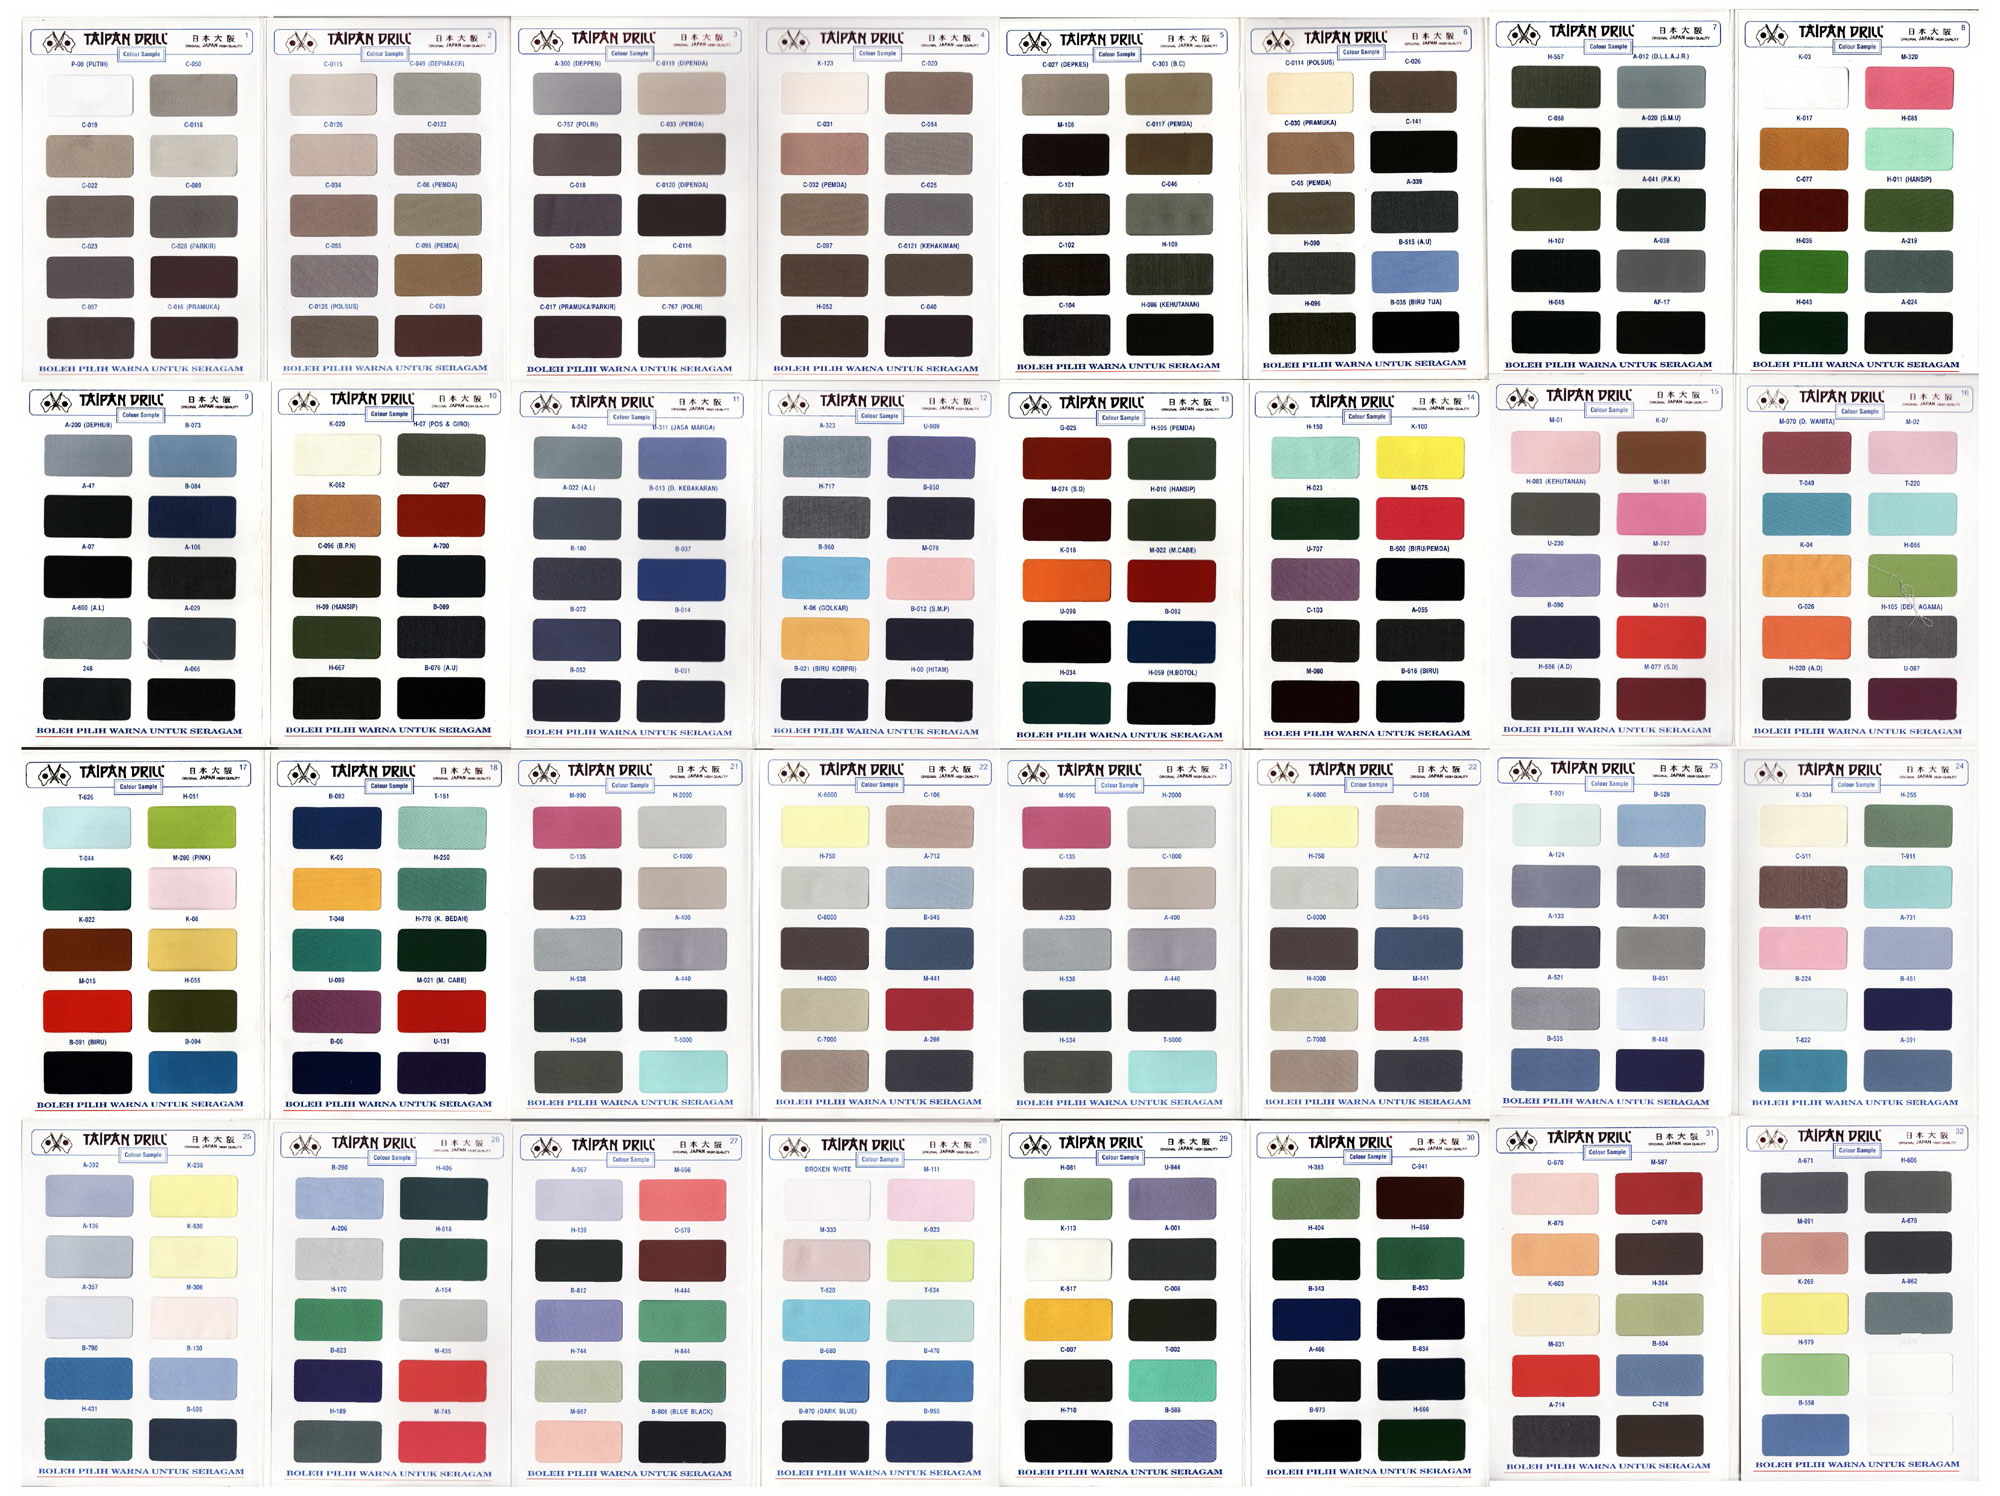 TAIPAN DRILL 日本大阪 1
ORIGINAL JAPAN HIGH QUALITY
Colour Sample
P-00 (PUTIH) C-050
C-019 C-0118
C-022 C-089
C-023 C-028 (PARKIR)
C-057 C-016 (PRAMUKA)
BOLEH PILIH WARNA UNTUK SERAGAM
TAIPAN DRILL 日本大阪 2
ORIGINAL JAPAN HIGH QUALITY
Colour Sample
C-0115 C-049 (DEPNAKER)
C-0126 C-0122
C-034 C-06 (PEMDA)
C-055 C-095 (PEMDA)
C-0125 (POLSUS) C-093
BOLEH PILIH WARNA UNTUK SERAGAM
TAIPAN DRILL 日本大阪 3
ORIGINAL JAPAN HIGH QUALITY
Colour Sample
A-300 (DEPPEN) C-0119 (DIPENDA)
C-757 (POLRI) C-033 (PEMDA)
C-018 C-0120 (DIPENDA)
C-029 C-0116
C-017 (PRAMUKA/PARKIR) C-767 (POLRI)
BOLEH PILIH WARNA UNTUK SERAGAM
TAIPAN DRILL 日本大阪 4
ORIGINAL JAPAN HIGH QUALITY
Colour Sample
K-123 C-020
C-031 C-054
C-032 (PEMDA) C-025
C-097 C-0121 (KEHAKIMAN)
H-052 C-040
BOLEH PILIH WARNA UNTUK SERAGAM
TAIPAN DRILL 日本大阪 5
ORIGINAL JAPAN HIGH QUALITY
Colour Sample
C-027 (DEPKES) C-303 (B.C)
M-108 C-0117 (PEMDA)
C-101 C-046
C-102 H-109
C-104 H-086 (KEHUTANAN)
BOLEH PILIH WARNA UNTUK SERAGAM
TAIPAN DRILL 日本大阪 6
ORIGINAL JAPAN HIGH QUALITY
Colour Sample
C-0114 (POLSUS) C-026
C-030 (PRAMUKA) C-141
C-05 (PEMDA) A-339
H-090 B-515 (A.U)
H-096 B-035 (BIRU TUA)
BOLEH PILIH WARNA UNTUK SERAGAM
TAIPAN DRILL 日本大阪 7
ORIGINAL JAPAN HIGH QUALITY
Colour Sample
H-557 A-012 (D.L.L.A.J.R.)
C-058 A-020 (S.M.U)
H-08 A-041 (P.K.K)
H-107 A-038
H-045 AF-17
BOLEH PILIH WARNA UNTUK SERAGAM
TAIPAN DRILL 日本大阪 8
ORIGINAL JAPAN HIGH QUALITY
Colour Sample
K-03 M-320
K-017 H-085
C-077 H-011 (HANSIP)
H-036 A-219
H-043 A-024
BOLEH PILIH WARNA UNTUK SERAGAM
TAIPAN DRILL 日本大阪 9
ORIGINAL JAPAN HIGH QUALITY
Colour Sample
A-200 (DEPHUB) B-073
A-47 B-084
A-07 A-106
A-600 (A.L) A-029
246 A-066
BOLEH PILIH WARNA UNTUK SERAGAM
TAIPAN DRILL 日本大阪 10
ORIGINAL JAPAN HIGH QUALITY
Colour Sample
K-020 H-07 (POS & GIRO)
K-062 G-027
C-096 (B.P.N) A-700
H-09 (HANSIP) B-089
H-667 B-076 (A.U)
BOLEH PILIH WARNA UNTUK SERAGAM
TAIPAN DRILL 日本大阪 11
ORIGINAL JAPAN HIGH QUALITY
Colour Sample
A-042 B-311 (JASA MARGA)
A-022 (A.L) B-013 (D. KEBAKARAN)
B-180 B-037
B-072 B-014
B-052 B-051
BOLEH PILIH WARNA UNTUK SERAGAM
TAIPAN DRILL 日本大阪 12
ORIGINAL JAPAN HIGH QUALITY
Colour Sample
A-323 U-909
H-717 B-850
B-960 M-078
K-06 (GOLKAR) B-012 (S.M.P)
B-021 (BIRU KORPRI) H-00 (HITAM)
BOLEH PILIH WARNA UNTUK SERAGAM
TAIPAN DRILL 日本大阪 13
ORIGINAL JAPAN HIGH QUALITY
Colour Sample
G-025 H-505 (PEMDA)
M-074 (S.D) H-010 (HANSIP)
K-018 M-022 (M.CABE)
U-098 B-092
H-034 H-059 (H.BOTOL)
BOLEH PILIH WARNA UNTUK SERAGAM
TAIPAN DRILL 日本大阪 14
ORIGINAL JAPAN HIGH QUALITY
Colour Sample
H-150 K-100
H-023 M-075
U-707 B-500 (BIRU/PEMDA)
C-103 A-055
M-080 B-616 (BIRU)
BOLEH PILIH WARNA UNTUK SERAGAM
TAIPAN DRILL 日本大阪 15
ORIGINAL JAPAN HIGH QUALITY
Colour Sample
M-01 K-07
H-083 (KEHUTANAN) M-181
U-230 M-747
B-090 M-011
H-556 (A.D) M-077 (S.D)
BOLEH PILIH WARNA UNTUK SERAGAM
TAIPAN DRILL 日本大阪 16
ORIGINAL JAPAN HIGH QUALITY
Colour Sample
M-070 (D. WANITA) M-02
T-049 T-220
K-04 H-056
G-026 H-105 (DEP. AGAMA)
H-020 (A.D) U-087
BOLEH PILIH WARNA UNTUK SERAGAM
TAIPAN DRILL 日本大阪 17
ORIGINAL JAPAN HIGH QUALITY
Colour Sample
T-626 H-051
T-044 M-280 (PINK)
K-022 K-08
M-015 H-055
B-091 (BIRU) B-094
BOLEH PILIH WARNA UNTUK SERAGAM
TAIPAN DRILL 日本大阪 18
ORIGINAL JAPAN HIGH QUALITY
Colour Sample
B-083 T-151
K-05 H-250
T-048 H-778 (K. BEDAH)
U-099 M-021 (M. CABE)
B-06 U-131
BOLEH PILIH WARNA UNTUK SERAGAM
TAIPAN DRILL 日本大阪 21
ORIGINAL JAPAN HIGH QUALITY
Colour Sample
M-990 H-2000
C-135 C-1000
A-233 A-400
H-538 A-440
H-534 T-5000
BOLEH PILIH WARNA UNTUK SERAGAM
TAIPAN DRILL 日本大阪 22
ORIGINAL JAPAN HIGH QUALITY
Colour Sample
K-6000 C-106
H-750 A-712
C-8000 B-545
H-4000 M-441
C-7000 A-268
BOLEH PILIH WARNA UNTUK SERAGAM
TAIPAN DRILL 日本大阪 21
ORIGINAL JAPAN HIGH QUALITY
Colour Sample
M-990 H-2000
C-135 C-1000
A-233 A-400
H-538 A-440
H-534 T-5000
BOLEH PILIH WARNA UNTUK SERAGAM
TAIPAN DRILL 日本大阪 22
ORIGINAL JAPAN HIGH QUALITY
Colour Sample
K-6000 C-106
H-750 A-712
C-8000 B-545
H-4000 M-441
C-7000 A-268
BOLEH PILIH WARNA UNTUK SERAGAM
TAIPAN DRILL 日本大阪 23
ORIGINAL JAPAN HIGH QUALITY
Colour Sample
T-901 B-528
A-124 A-360
A-133 A-301
A-521 B-851
B-535 B-448
BOLEH PILIH WARNA UNTUK SERAGAM
TAIPAN DRILL 日本大阪 24
ORIGINAL JAPAN HIGH QUALITY
Colour Sample
K-334 H-255
C-511 T-911
M-411 A-731
B-224 B-451
T-822 A-391
BOLEH PILIH WARNA UNTUK SERAGAM
TAIPAN DRILL 日本大阪 25
ORIGINAL JAPAN HIGH QUALITY
Colour Sample
A-392 K-230
A-136 K-530
A-357 M-306
B-790 B-130
H-431 B-605
BOLEH PILIH WARNA UNTUK SERAGAM
TAIPAN DRILL 日本大阪 26
ORIGINAL JAPAN HIGH QUALITY
Colour Sample
B-290 H-406
A-206 H-518
H-170 A-154
B-823 M-435
H-189 M-745
BOLEH PILIH WARNA UNTUK SERAGAM
TAIPAN DRILL 日本大阪 27
ORIGINAL JAPAN HIGH QUALITY
Colour Sample
A-367 M-656
H-139 C-578
B-812 H-444
H-744 H-844
M-967 B-806 (BLUE BLACK)
BOLEH PILIH WARNA UNTUK SERAGAM
TAIPAN DRILL 日本大阪 28
ORIGINAL JAPAN HIGH QUALITY
Colour Sample
BROKEN WHITE M-111
M-333 K-923
T-620 T-634
B-680 B-470
B-970 (DARK BLUE) B-955
BOLEH PILIH WARNA UNTUK SERAGAM
TAIPAN DRILL 日本大阪 29
ORIGINAL JAPAN HIGH QUALITY
Colour Sample
H-081 U-944
K-113 A-001
K-517 C-008
C-007 T-002
H-710 B-588
BOLEH PILIH WARNA UNTUK SERAGAM
TAIPAN DRILL 日本大阪 30
ORIGINAL JAPAN HIGH QUALITY
Colour Sample
H-383 C-941
H-404 H-858
B-343 B-853
A-466 B-834
B-973 H-666
BOLEH PILIH WARNA UNTUK SERAGAM
TAIPAN DRILL 日本大阪 31
ORIGINAL JAPAN HIGH QUALITY
Colour Sample
G-670 M-587
K-875 C-878
K-603 H-384
M-831 B-604
A-714 C-216
BOLEH PILIH WARNA UNTUK SERAGAM
TAIPAN DRILL 日本大阪 32
ORIGINAL JAPAN HIGH QUALITY
Colour Sample
A-671 H-606
M-891 A-678
K-269 A-862
H-979
B-558
BOLEH PILIH WARNA UNTUK SERAGAM